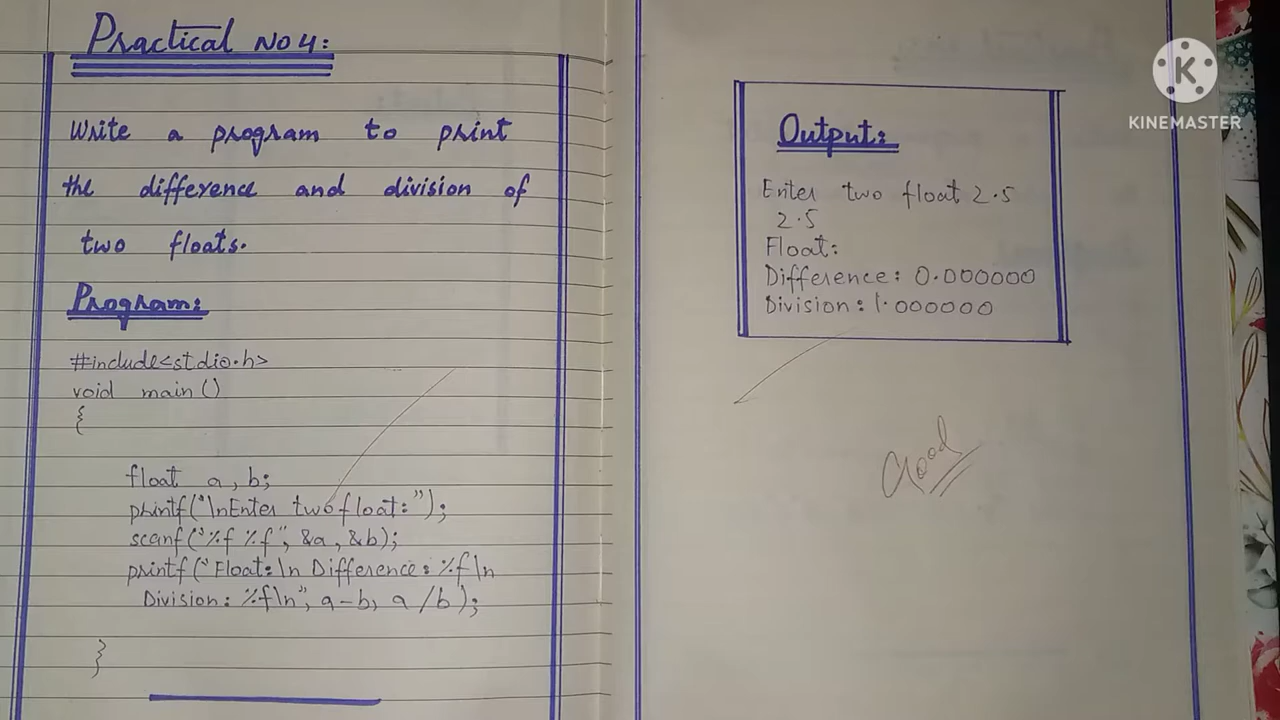 Practical No 4:
Write a program to print
the difference and division of
two floats.
Program:
#include<stdio.h>
void main()
{
float a, b;
printf("\nEnter two float:");
scanf("%f %f", &a, &b);
printf("Float:\n Difference: %f\n
Division: %f\n", a-b, a/b);
}
Output:
Enter two float 2.5
2.5
Float:
Difference: 0.000000
Division: 1.000000
Good
KINEMASTER